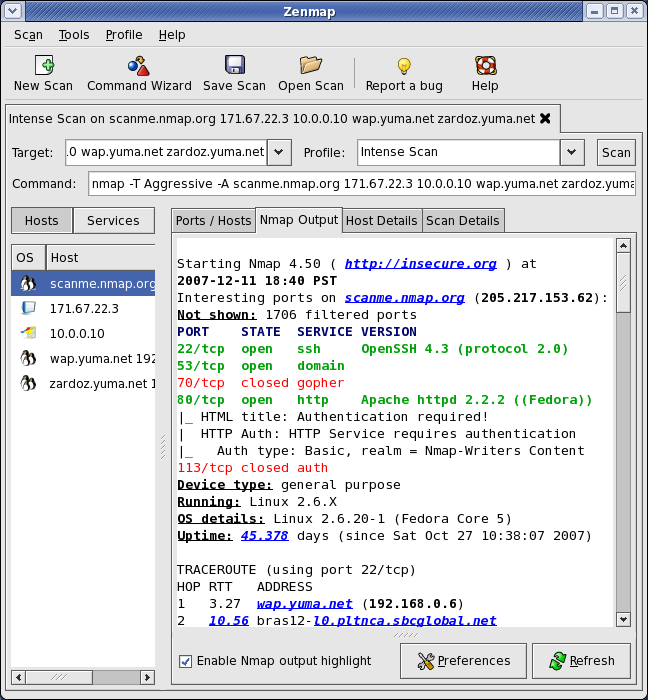 Zenmap
Scan Tools Profile Help
New Scan Command Wizard Save Scan Open Scan Report a bug Help
Intense Scan on scanme.nmap.org 171.67.22.3 10.0.0.10 wap.yuma.net zardoz.yuma.net
Target: .0 wap.yuma.net zardoz.yuma.net Profile: Intense Scan Scan
Command: nmap -T Aggressive -A scanme.nmap.org 171.67.22.3 10.0.0.10 wap.yuma.net zardoz.yuma
Hosts Services
OS Host
scanme.nmap.org
171.67.22.3
10.0.0.10
wap.yuma.net 192
zardoz.yuma.net 1
Ports / Hosts Nmap Output Host Details Scan Details
Starting Nmap 4.50 ( http://insecure.org ) at
2007-12-11 18:40 PST
Interesting ports on scanme.nmap.org (205.217.153.62):
Not shown: 1706 filtered ports
PORT STATE SERVICE VERSION
22/tcp open ssh OpenSSH 4.3 (protocol 2.0)
53/tcp open domain
70/tcp closed gopher
80/tcp open http Apache httpd 2.2.2 ((Fedora))
|_ HTML title: Authentication required!
| HTTP Auth: HTTP Service requires authentication
|_ Auth type: Basic, realm = Nmap-Writers Content
113/tcp closed auth
Device type: general purpose
Running: Linux 2.6.X
OS details: Linux 2.6.20-1 (Fedora Core 5)
Uptime: 45.378 days (since Sat Oct 27 10:38:07 2007)
TRACEROUTE (using port 22/tcp)
HOP RTT ADDRESS
1 3.27 wap.yuma.net (192.168.0.6)
2 10.56 bras12-l0.pltnca.sbcglobal.net
Enable Nmap output highlight Preferences Refresh